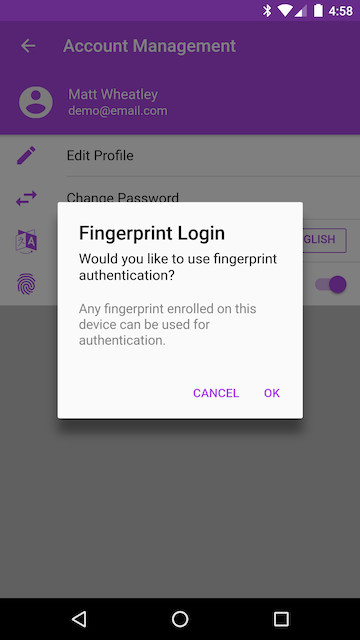 4:58
Account Management
Matt Wheatley
demo@email.com
Edit Profile
Change Password
GLISH
Fingerprint Login
Would you like to use fingerprint
authentication?
Any fingerprint enrolled on this
device can be used for
authentication.
CANCEL OK